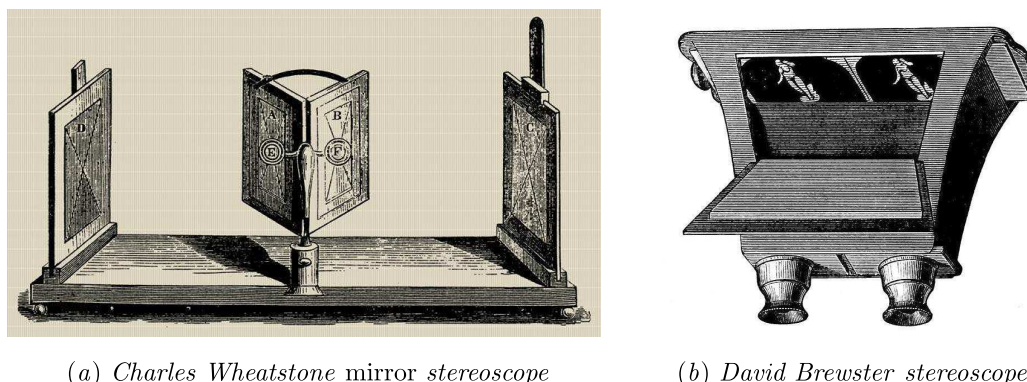 D
A
B
C
E
F
(a) Charles Wheatstone mirror stereoscope
(b) David Brewster stereoscope